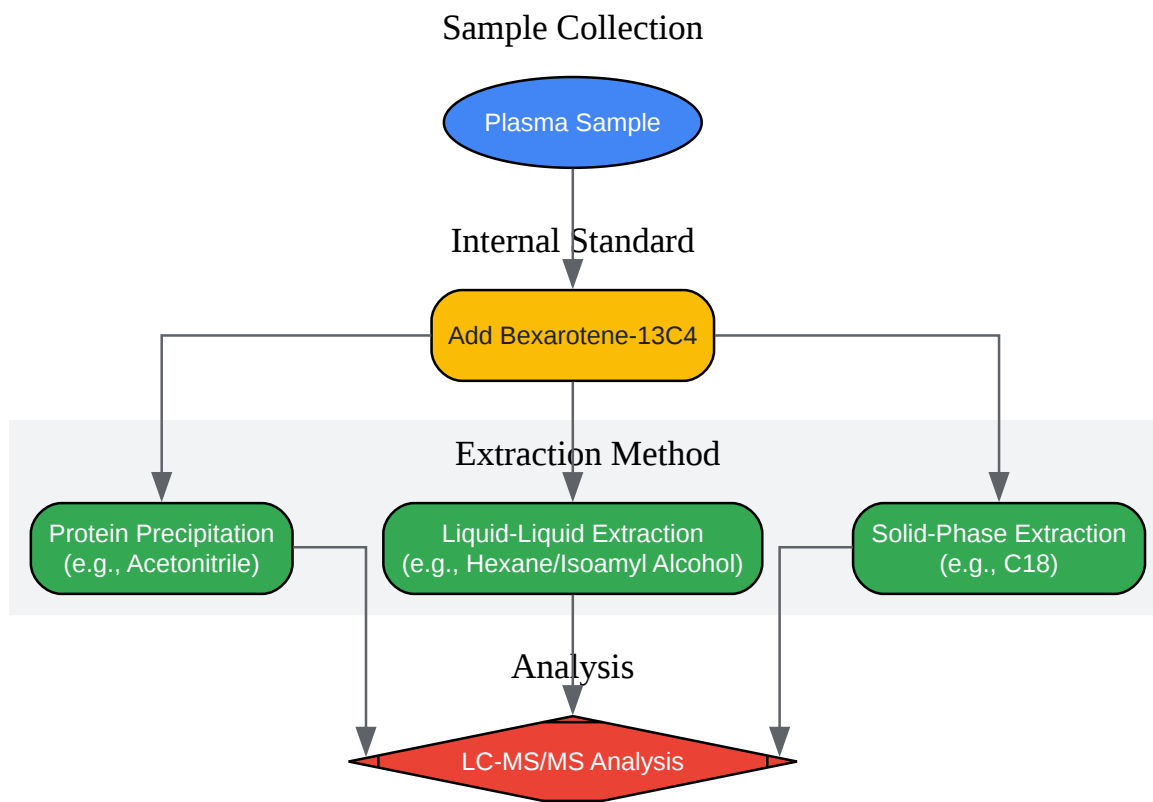 Sample Collection
Plasma Sample
Internal Standard
Add Bexarotene-13C4
Extraction Method
Protein Precipitation
(e.g., Acetonitrile)
Liquid-Liquid Extraction
(e.g., Hexane/Isoamyl Alcohol)
Solid-Phase Extraction
(e.g., C18)
Analysis
LC-MS/MS Analysis